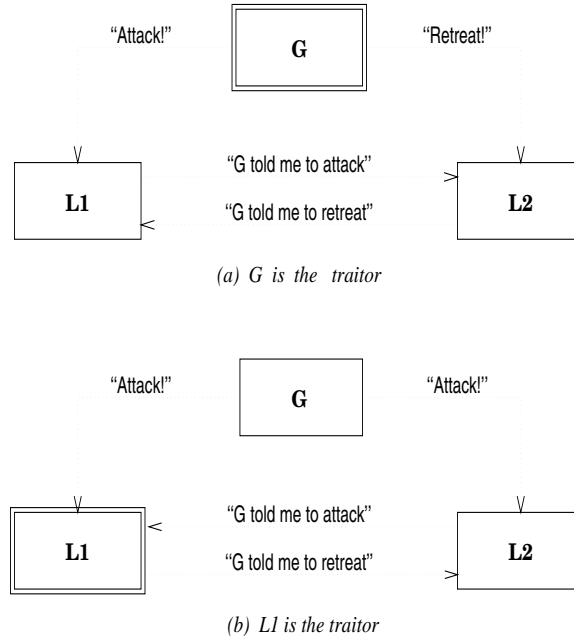 “Attack!” G “Retreat!”
“G told me to attack”
L1 L2
“G told me to retreat”
(a) G is the traitor
“Attack!” G “Attack!”
“G told me to attack”
L1 L2
“G told me to retreat”
(b) L1 is the traitor